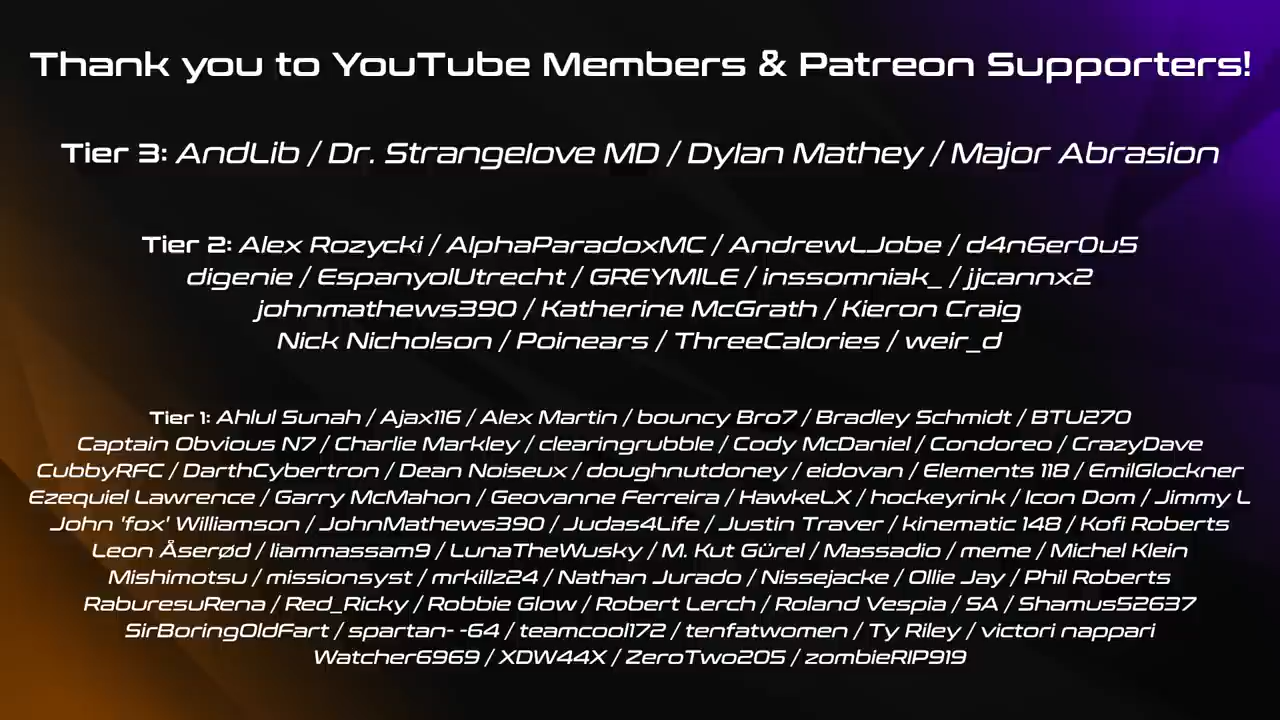 Thank you to YouTube Members & Patreon Supporters!
Tier 3: AndLib / Dr. Strangelove MD / Dylan Mathey / Major Abrasion
Tier 2: Alex Rozycki / AlphaParadoxMC / AndrewLJobe / d4n6er0u5
digenie / EspanyolUtrecht / GREYMILE / inssomniak_ / jjcannx2
johnmathews390 / Katherine McGrath / Kieron Craig
Nick Nicholson / Poinears / ThreeCalories / weir_d
Tier 1: Ahlul Sunah / Ajax116 / Alex Martin / bouncy Bro7 / Bradley Schmidt / BTU270
Captain Obvious N7 / Charlie Markley / clearingrubble / Cody McDaniel / Condoreo / CrazyDave
CubbyRFC / DarthCybertron / Dean Noiseux / doughnutdoney / eidovan / Elements 118 / EmilGlockner
Ezequiel Lawrence / Garry McMahon / Geovanne Ferreira / HawkeLX / hockeyrink / Icon Dom / Jimmy L
John 'fox' Williamson / JohnMathews390 / Judas4Life / Justin Traver / kinematic 148 / Kofi Roberts
Leon Åserød / liammassam9 / LunaTheWusky / M. Kut Gürel / Massadio / meme / Michel Klein
Mishimotsu / missionsyst / mrkillz24 / Nathan Jurado / Nissejacke / Ollie Jay / Phil Roberts
RaburesuRena / Red_Ricky / Robbie Glow / Robert Lerch / Roland Vespia / SA / Shamus52637
SirBoringOldFart / spartan- -64 / teamcool172 / tenfatwomen / Ty Riley / victori nappari
Watcher6969 / XDW44X / ZeroTwo205 / zombieRIP919